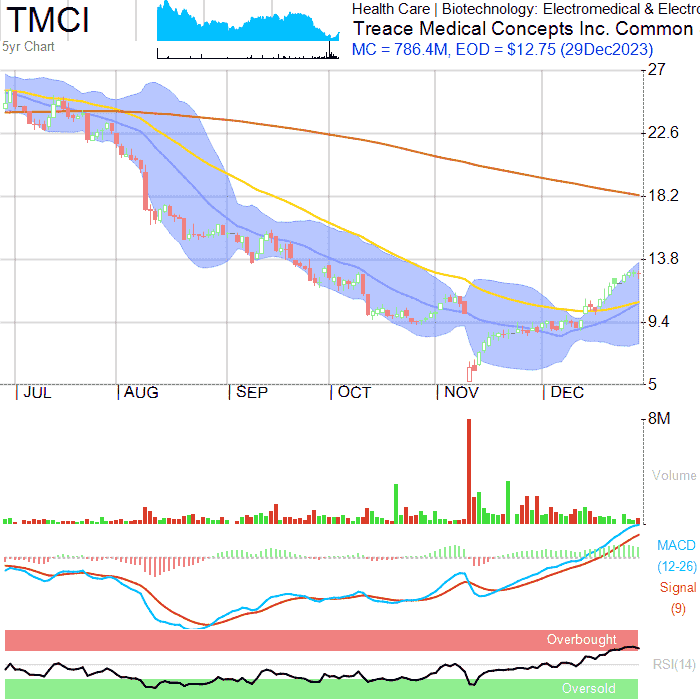 TMCI
5yr Chart
Health Care | Biotechnology: Electromedical & Electro
Treace Medical Concepts Inc. Common
MC = 786.4M, EOD = $12.75 (29Dec2023)
27
22.6
18.2
13.8
9.4
5
JUL AUG SEP OCT NOV DEC
8M
Volume
MACD
(12-26)
Signal
(9)
Overbought
RSI(14)
Oversold